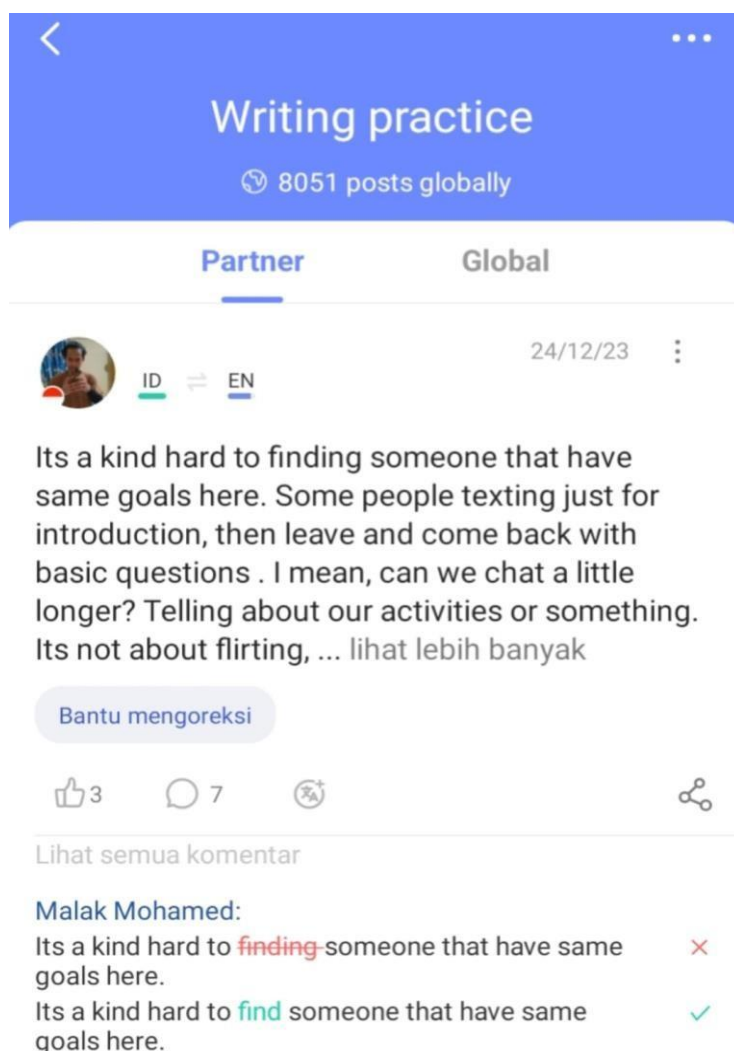 Writing practice
8051 posts globally
Partner Global
24/12/23
ID EN
Its a kind hard to finding someone that have
same goals here. Some people texting just for
introduction, then leave and come back with
basic questions . I mean, can we chat a little
longer? Telling about our activities or something.
Its not about flirting, ... lihat lebih banyak
Bantu mengoreksi
3 7
Lihat semua komentar
Malak Mohamed:
Its a kind hard to finding someone that have same
goals here.
Its a kind hard to find someone that have same
goals here.